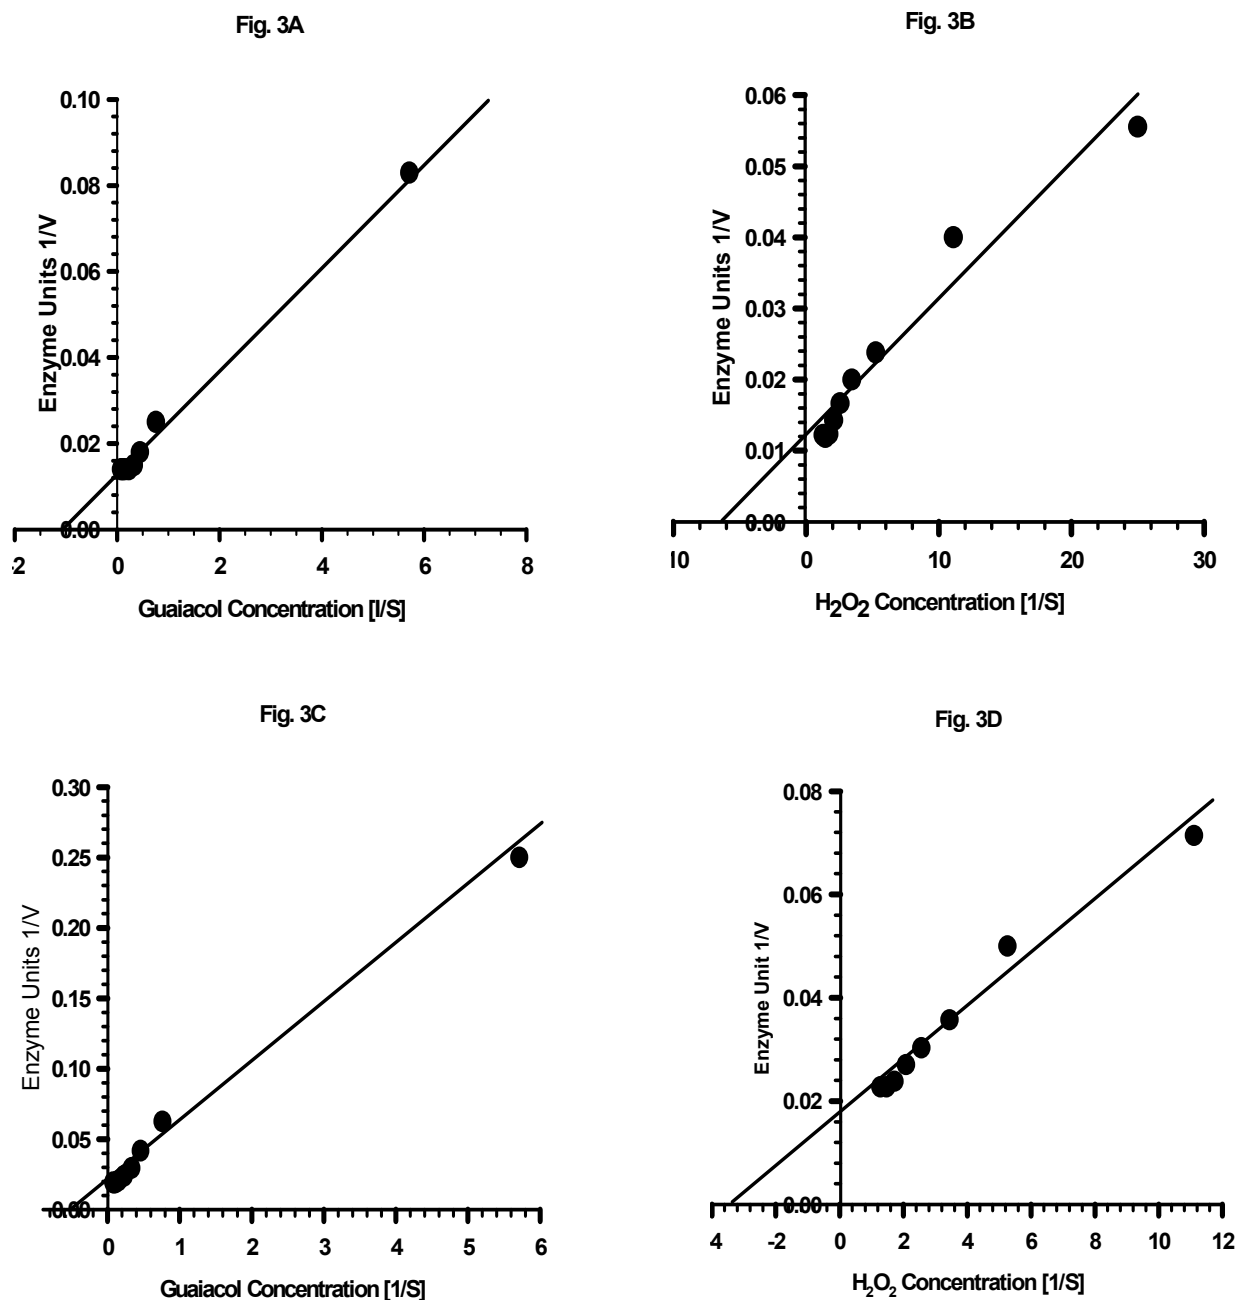 Fig. 3A
0.10
0.08
0.06
0.04
0.02
0.00
Enzyme Units 1/V
2 0 2 4 6 8
Guaiacol Concentration [I/S]
Fig. 3B
0.06
0.05
0.04
0.03
0.02
0.01
0.00
Enzyme Units 1/V
10 0 10 20 30
H₂O₂ Concentration [1/S]
Fig. 3C
0.30
0.25
0.20
0.15
0.10
0.05
0.00
Enzyme Units 1/V
0 1 2 3 4 5 6
Guaiacol Concentration [1/S]
Fig. 3D
0.08
0.06
0.04
0.02
0.00
Enzyme Unit 1/V
4 -2 0 2 4 6 8 10 12
H₂O₂ Concentration [1/S]